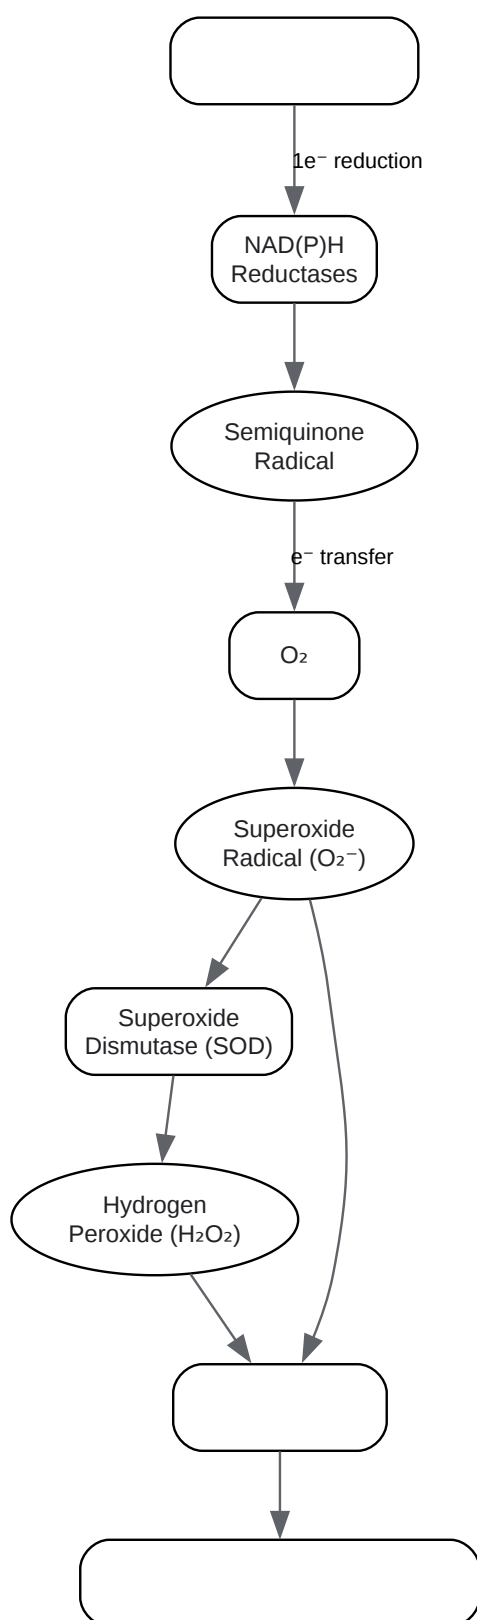 1e⁻ reduction
NAD(P)H
Reductases
Semiquinone
Radical
e⁻ transfer
O₂
Superoxide
Radical (O₂⁻)
Superoxide
Dismutase (SOD)
Hydrogen
Peroxide (H₂O₂)